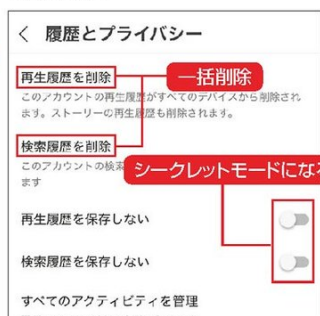 履歴とプライバシー
再生履歴を削除
一括削除
このアカウントの再生履歴がすべてのデバイスから削除され
ます。ストーリーの再生履歴も削除されます。
検索履歴を削除
このアカウントの検索
ます
シークレットモードになる
再生履歴を保存しない
検索履歴を保存しない
すべてのアクティビティを管理